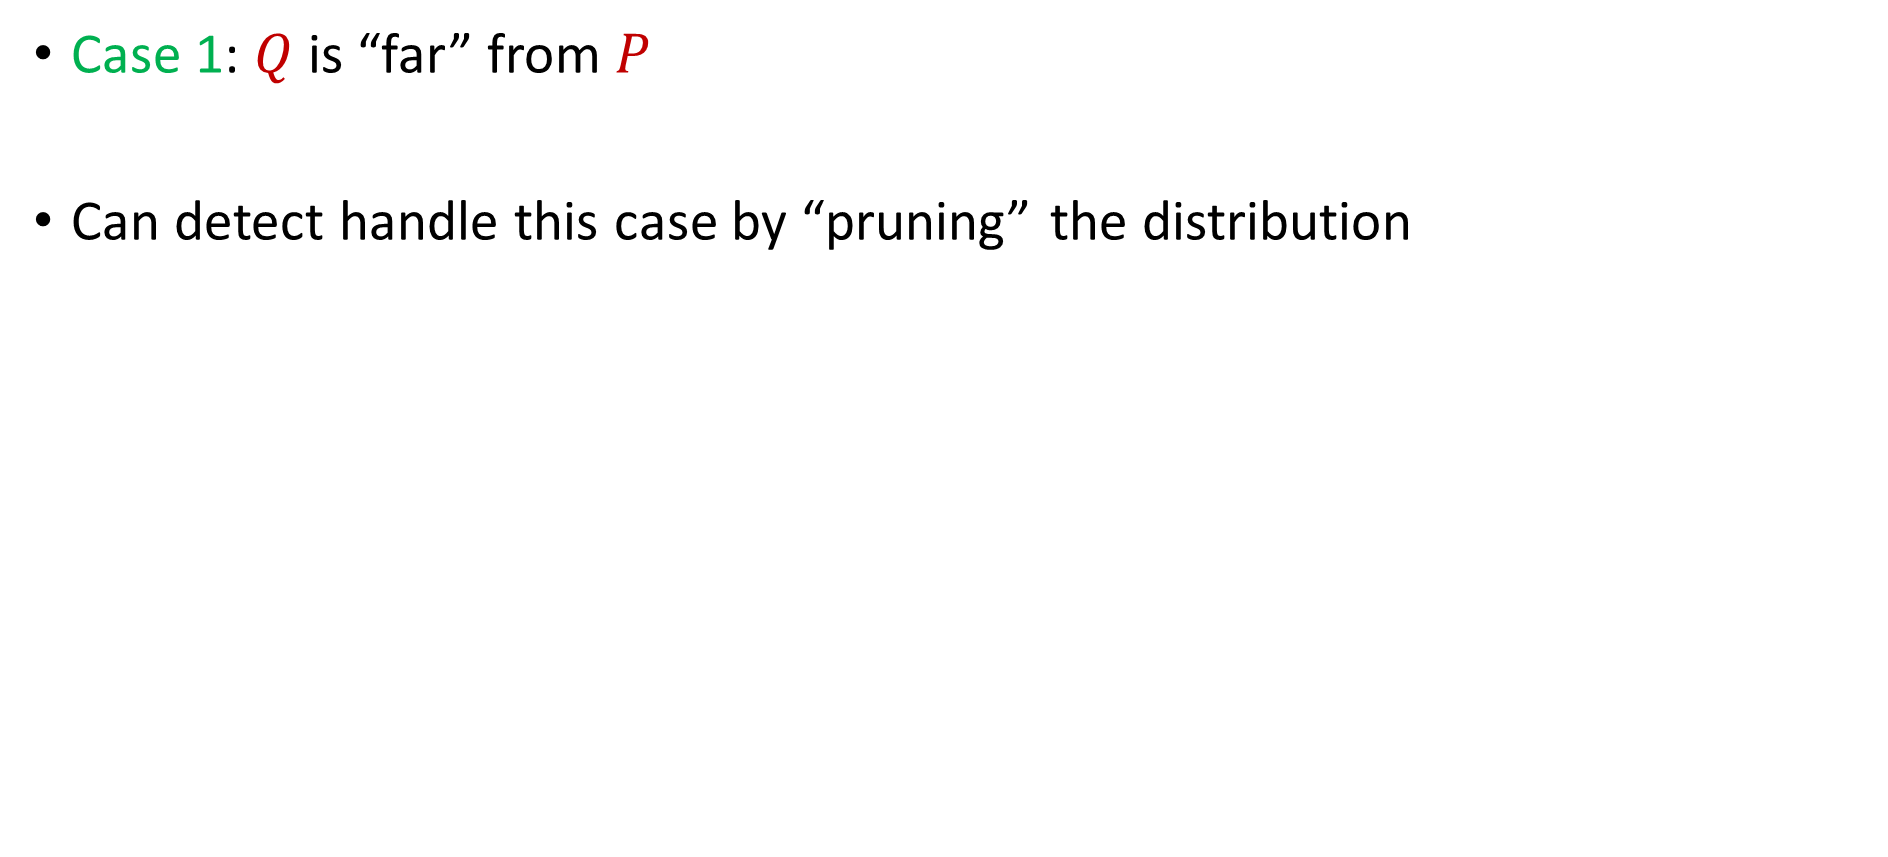 • Case 1: Q is “far” from P
• Can detect handle this case by “pruning” the distribution